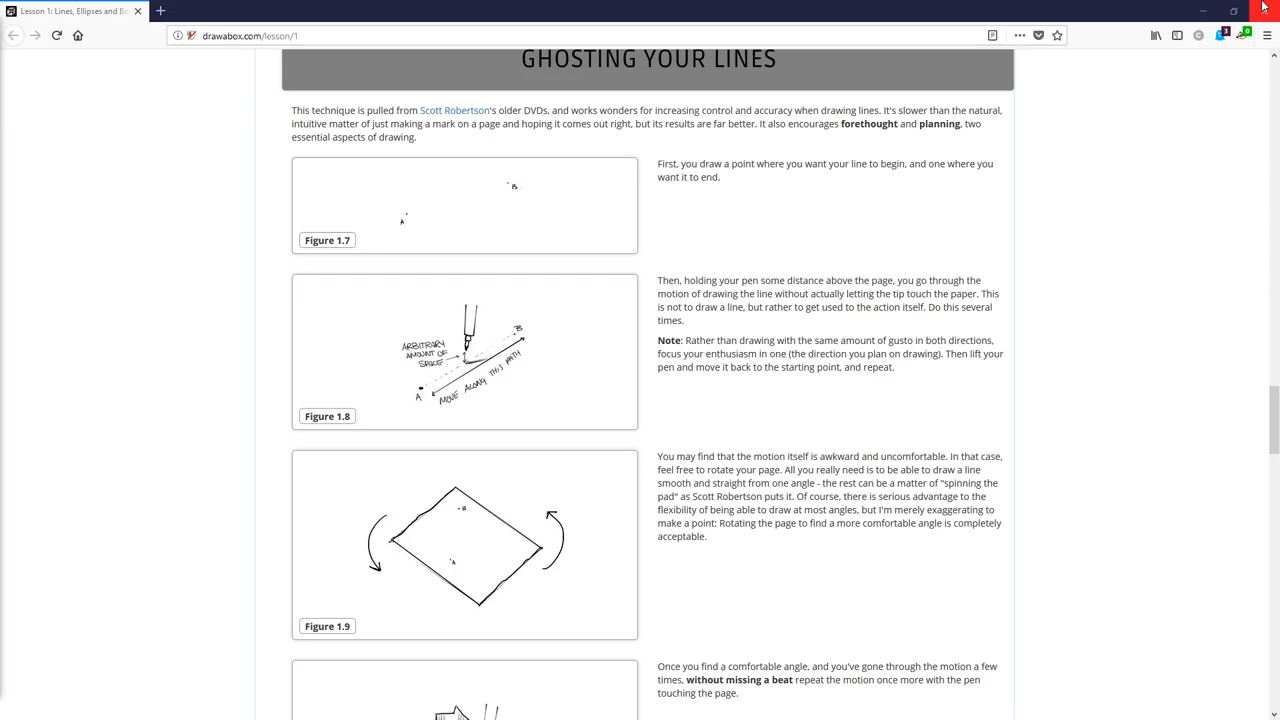 Lesson 1: Lines, Ellipses and Bo
drawabox.com/lesson/1
3
0
GHOSTING YOUR LINES
This technique is pulled from Scott Robertson's older DVDs, and works wonders for increasing control and accuracy when drawing lines. It's slower than the natural,
intuitive matter of just making a mark on a page and hoping it comes out right, but its results are far better. It also encourages forethought and planning, two
essential aspects of drawing.
B
A
Figure 1.7
First, you draw a point where you want your line to begin, and one where you
want it to end.
B
ARBITRARY
AMOUNT OF
SPACE
MOVE ALONG THIS PATH
A
Figure 1.8
Then, holding your pen some distance above the page, you go through the
motion of drawing the line without actually letting the tip touch the paper. This
is not to draw a line, but rather to get used to the action itself. Do this several
times.
Note: Rather than drawing with the same amount of gusto in both directions,
focus your enthusiasm in one (the direction you plan on drawing). Then lift your
pen and move it back to the starting point, and repeat.
B
A
Figure 1.9
You may find that the motion itself is awkward and uncomfortable. In that case,
feel free to rotate your page. All you really need is to be able to draw a line
smooth and straight from one angle - the rest can be a matter of "spinning the
pad" as Scott Robertson puts it. Of course, there is serious advantage to the
flexibility of being able to draw at most angles, but I'm merely exaggerating to
make a point: Rotating the page to find a more comfortable angle is completely
acceptable.
Once you find a comfortable angle, and you've gone through the motion a few
times, without missing a beat repeat the motion once more with the pen
touching the page.